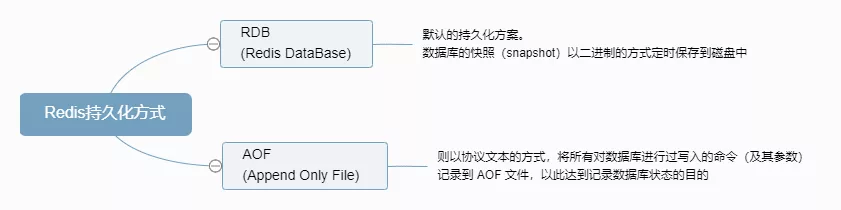 Redis持久化方式
RDB
(Redis DataBase)
默认的持久化方案。
数据库的快照（snapshot）以二进制的方式定时保存到磁盘中
AOF
(Append Only File)
则以协议文本的方式，将所有对数据库进行过写入的命令（及其参数）
记录到 AOF 文件，以此达到记录数据库状态的目的